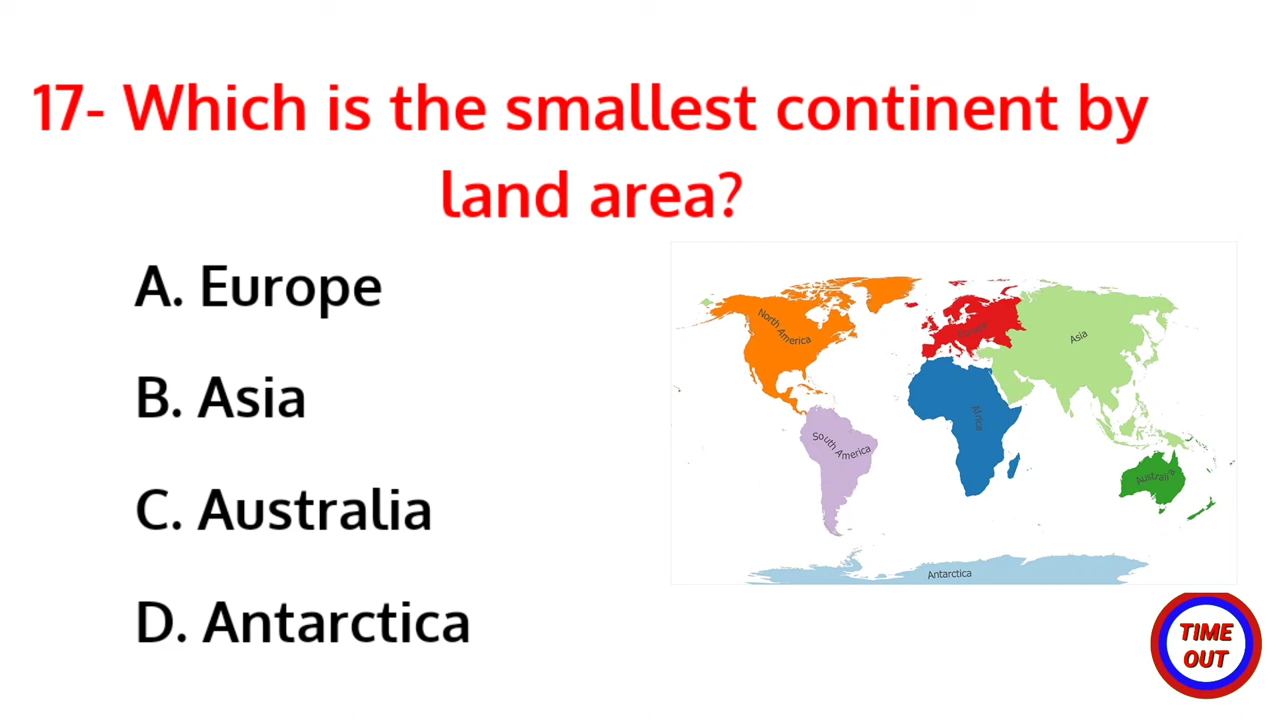 17- Which is the smallest continent by
land area?
A. Europe
B. Asia
C. Australia
D. Antarctica
North America
Europe
Asia
Africa
South America
Australia
Antarctica
TIME
OUT